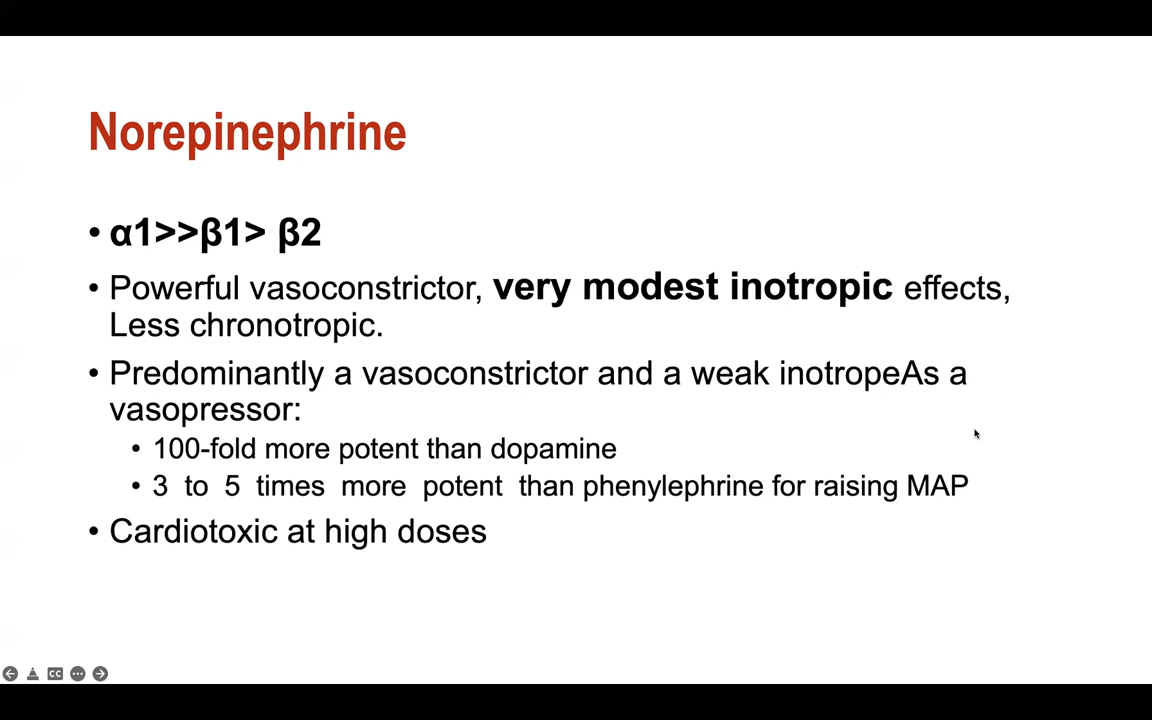 Norepinephrine
• α1>>β1> β2
• Powerful vasoconstrictor, very modest inotropic effects,
Less chronotropic.
• Predominantly a vasoconstrictor and a weak inotropeAs a
vasopressor:
• 100-fold more potent than dopamine
• 3 to 5 times more potent than phenylephrine for raising MAP
• Cardiotoxic at high doses
CC